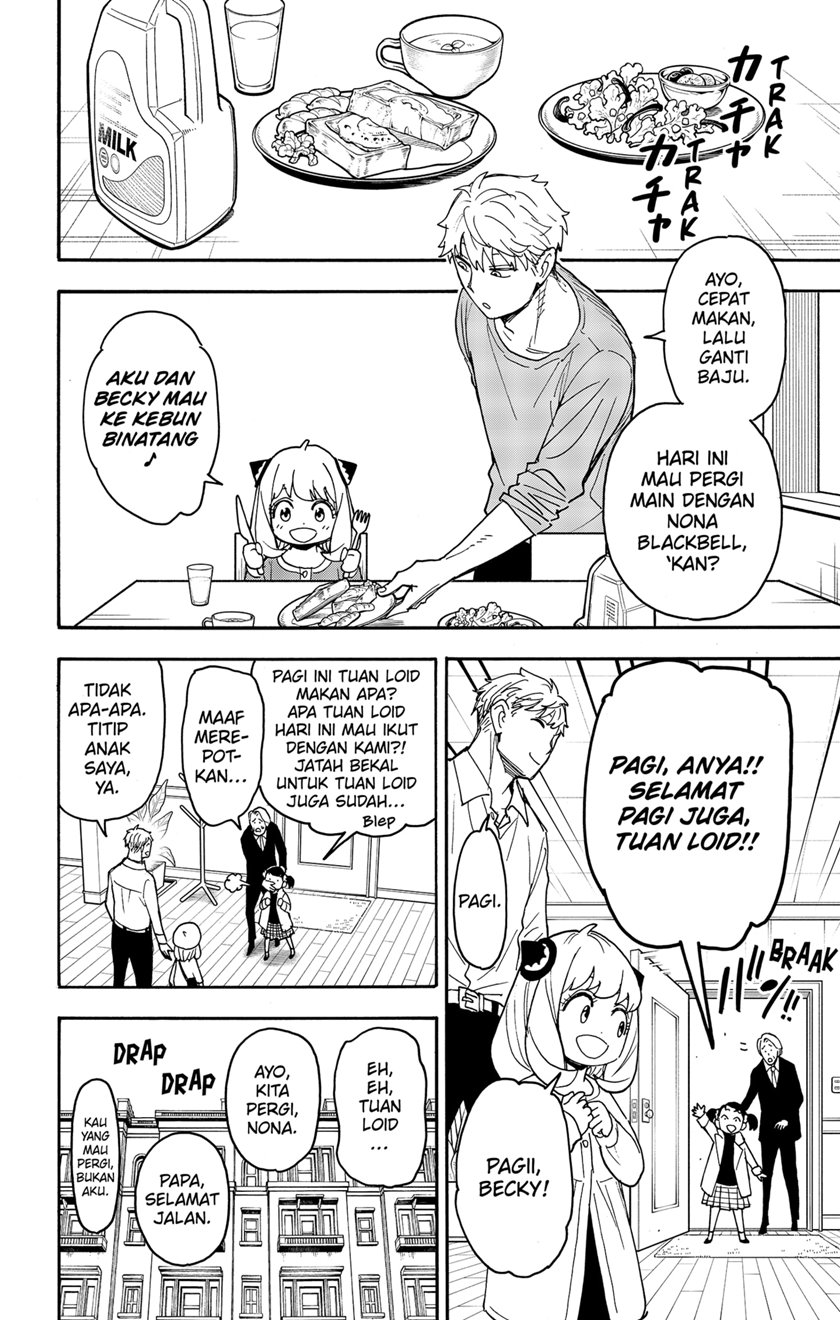 MILK
TRAK
カチャ
TRAK
カチャ
AYO,
CEPAT
MAKAN,
LALU
GANTI
BAJU.
HARI INI
MAU PERGI
MAIN DENGAN
NONA
BLACKBELL,
'KAN?
AKU DAN
BECKY MAU
KE KEBUN
BINATANG
♪
PAGI, ANYA!!
SELAMAT
PAGI JUGA,
TUAN LOID!!
BRAAK
PAGI.
PAGII,
BECKY!
PAGI INI TUAN LOID
MAKAN APA?
APA TUAN LOID
HARI INI MAU IKUT
DENGAN KAMI?!
JATAH BEKAL
UNTUK TUAN LOID
JUGA SUDAH...
Blep
MAAF
MERE-
POT-
KAN...
TIDAK
APA-APA.
TITIP
ANAK
SAYA,
YA.
EH,
EH,
TUAN
LOID
...
AYO,
KITA
PERGI,
NONA.
DRAP
DRAP
PAPA,
SELAMAT
JALAN.
KAU
YANG
MAU
PERGI,
BUKAN
AKU.